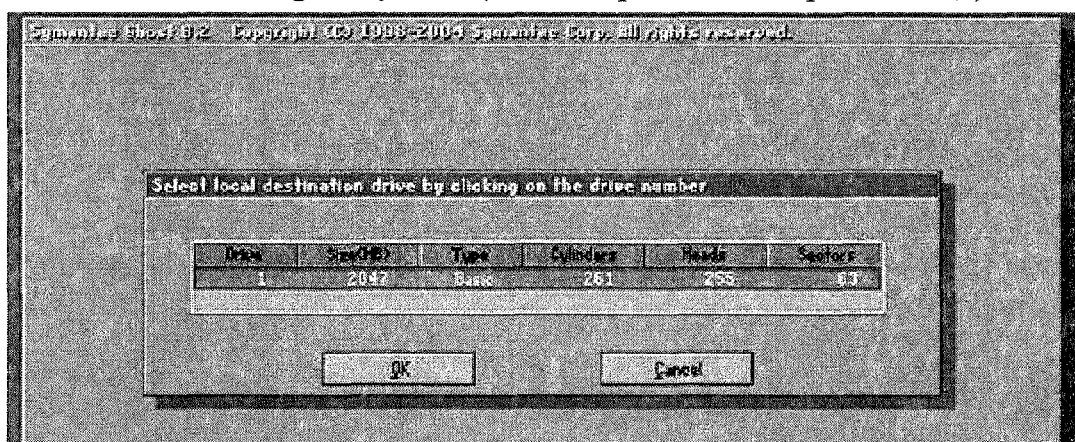 Symantec Ghost 8.2 Copyright (C) 1998-2004 Symantec Corp. All rights reserved.
Select local destination drive by clicking on the drive number
Drive Size(MB) Type Cylinders Heads Sectors
1 2047 Basic 261 255 63
OK Cancel